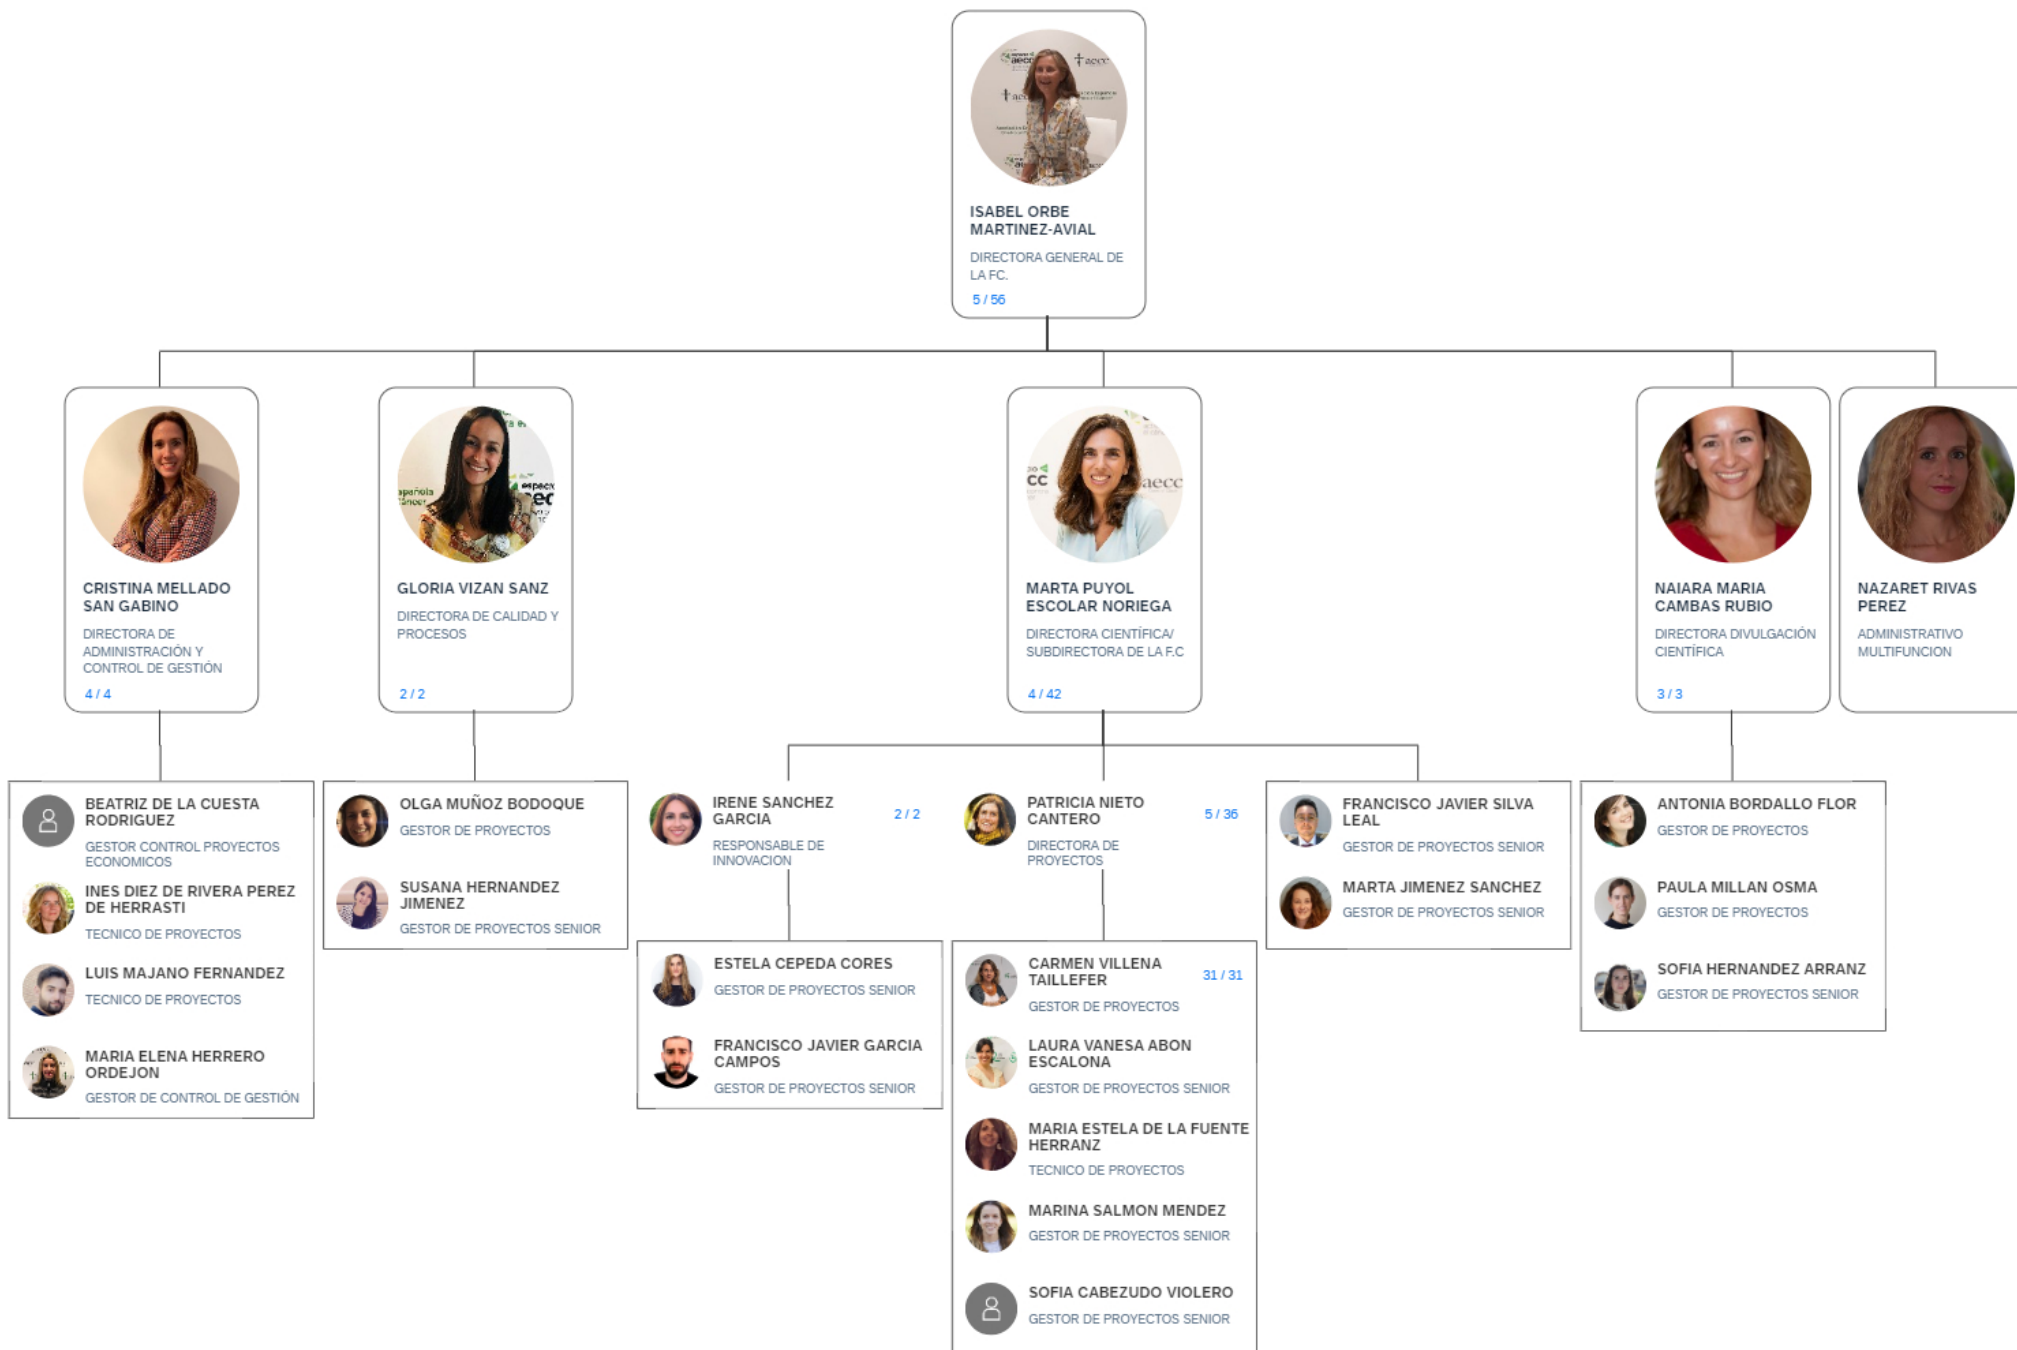 ISABEL ORBE
MARTINEZ-AVIAL
DIRECTORA GENERAL DE
LA FC.
5 / 56
CRISTINA MELLADO
SAN GABINO
DIRECTORA DE
ADMINISTRACIÓN Y
CONTROL DE GESTIÓN
4 / 4
GLORIA VIZAN SANZ
DIRECTORA DE CALIDAD Y
PROCESOS
2 / 2
aecc
MARTA PUYOL
ESCOLAR NORIEGA
DIRECTORA CIENTÍFICA/
SUBDIRECTORA DE LA F.C
4 / 42
NAIARA MARIA
CAMBAS RUBIO
DIRECTORA DIVULGACIÓN
CIENTÍFICA
3 / 3
NAZARET RIVAS
PEREZ
ADMINISTRATIVO
MULTIFUNCION
BEATRIZ DE LA CUESTA
RODRIGUEZ
GESTOR CONTROL PROYECTOS
ECONOMICOS
INES DIEZ DE RIVERA PEREZ
DE HERRASTI
TECNICO DE PROYECTOS
LUIS MAJANO FERNANDEZ
TECNICO DE PROYECTOS
MARIA ELENA HERRERO
ORDEJON
GESTOR DE CONTROL DE GESTIÓN
OLGA MUÑOZ BODOQUE
GESTOR DE PROYECTOS
SUSANA HERNANDEZ
JIMENEZ
GESTOR DE PROYECTOS SENIOR
IRENE SANCHEZ
GARCIA
2 / 2
RESPONSABLE DE
INNOVACION
ESTELA CEPEDA CORES
GESTOR DE PROYECTOS SENIOR
FRANCISCO JAVIER GARCIA
CAMPOS
GESTOR DE PROYECTOS SENIOR
PATRICIA NIETO
CANTERO
5 / 36
DIRECTORA DE
PROYECTOS
CARMEN VILLENA
TAILLEFER
31 / 31
GESTOR DE PROYECTOS
LAURA VANESA ABON
ESCALONA
GESTOR DE PROYECTOS SENIOR
MARIA ESTELA DE LA FUENTE
HERRANZ
TECNICO DE PROYECTOS
MARINA SALMON MENDEZ
GESTOR DE PROYECTOS SENIOR
SOFIA CABEZUDO VIOLERO
GESTOR DE PROYECTOS SENIOR
FRANCISCO JAVIER SILVA
LEAL
GESTOR DE PROYECTOS SENIOR
MARTA JIMENEZ SANCHEZ
GESTOR DE PROYECTOS SENIOR
ANTONIA BORDALLO FLOR
GESTOR DE PROYECTOS
PAULA MILLAN OSMA
GESTOR DE PROYECTOS
SOFIA HERNANDEZ ARRANZ
GESTOR DE PROYECTOS SENIOR